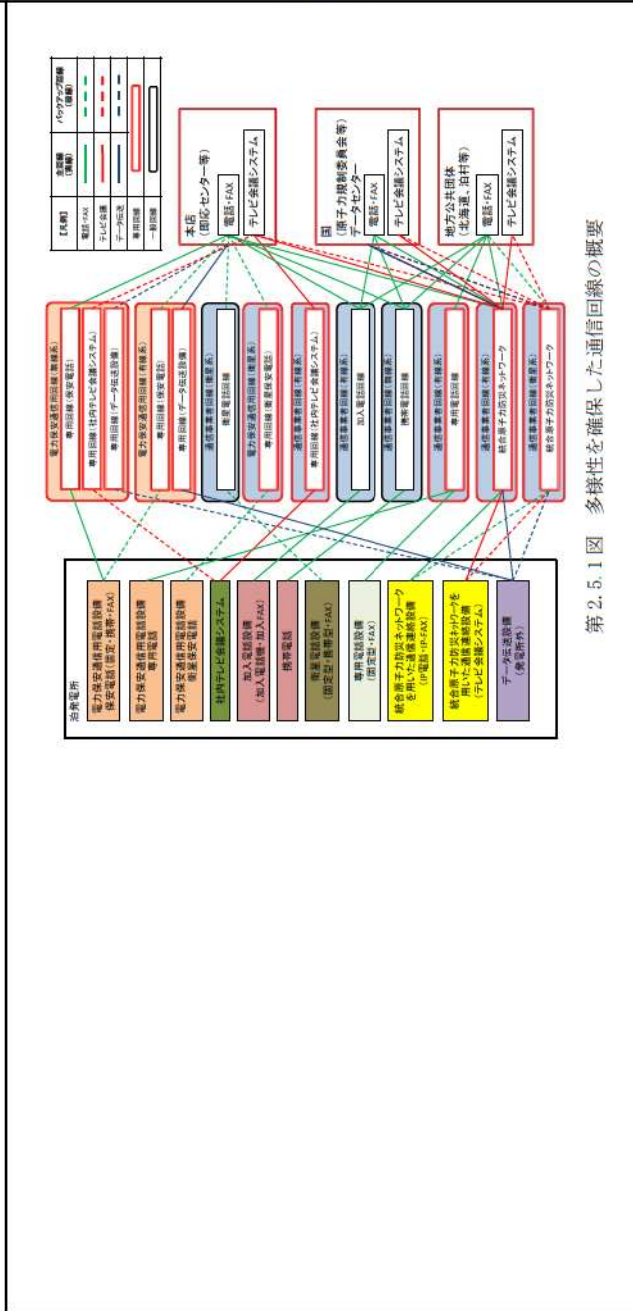 【凡例】
主回線
(実線)
バックアップ回線
(破線)
電話・FAX
テレビ会議
データ伝送
専用回線
一般回線
泊発電所
電力保安通信用電話設備
保安電話(固定・携帯・FAX)
電力保安通信用電話設備
専用電話
電力保安通信用電話設備
衛星保安電話
社内テレビ会議システム
加入電話設備
(加入電話機・加入FAX)
携帯電話
衛星電話設備
(固定型・携帯型・FAX)
専用電話設備
(固定型・FAX)
統合原子力防災ネットワーク
を用いた通信連絡設備
(IP電話・IP-FAX)
統合原子力防災ネットワークを
用いた通信連絡設備
(テレビ会議システム)
データ伝送設備
(発電所外)
電力保安通信用回線(無線系)
専用回線(保安電話)
専用回線(社内テレビ会議システム)
専用回線(データ伝送設備)
電力保安通信用回線(有線系)
専用回線(保安電話)
専用回線(データ伝送設備)
通信事業者回線(衛星系)
衛星電話回線
電力保安通信用回線(衛星系)
専用回線(衛星保安電話)
通信事業者回線(有線系)
専用回線(社内テレビ会議システム)
通信事業者回線(有線系)
加入電話回線
通信事業者回線(無線系)
携帯電話回線
通信事業者回線(有線系)
専用電話回線
通信事業者回線(有線系)
統合原子力防災ネットワーク
通信事業者回線(衛星系)
統合原子力防災ネットワーク
本店
(即応センター等)
電話・FAX
テレビ会議システム
国
(原子力規制委員会等)
データセンター
電話・FAX
テレビ会議システム
地方公共団体
(北海道、泊村等)
電話・FAX
テレビ会議システム
第2.5.1図 多様性を確保した通信回線の概要